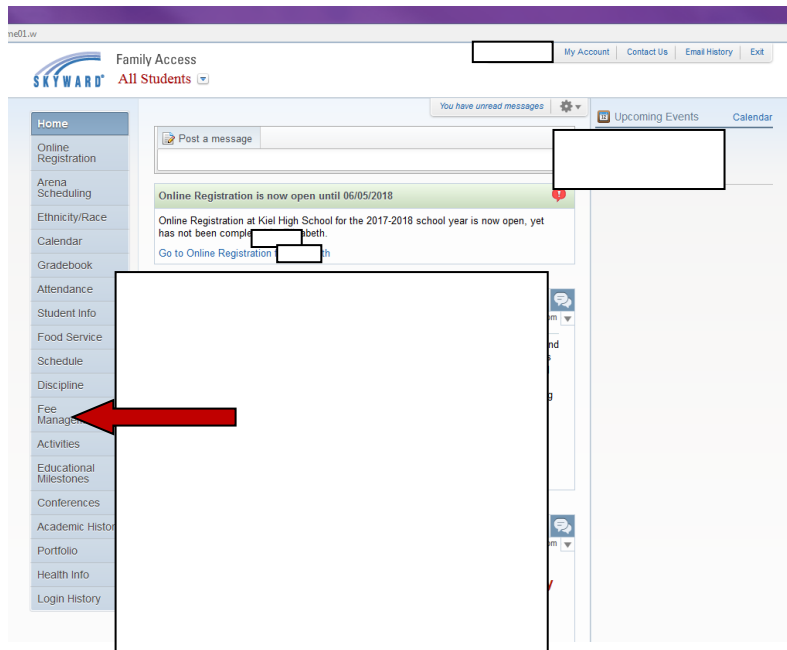 me01.w
Family Access
My Account Contact Us Email History Exit
SKYWARD®
All Students
You have unread messages
Home
Online
Registration
Arena
Scheduling
Ethnicity/Race
Calendar
Gradebook
Attendance
Student Info
Food Service
Schedule
Discipline
Fee
Activities
Educational
Milestones
Conferences
Academic Histor
Portfolio
Health Info
Login History
Post a message
Online Registration is now open until 06/05/2018
Online Registration at Kiel High School for the 2017-2018 school year is now open, yet
has not been comple abeth.
Go to Online Registration th
Upcoming Events
Calendar